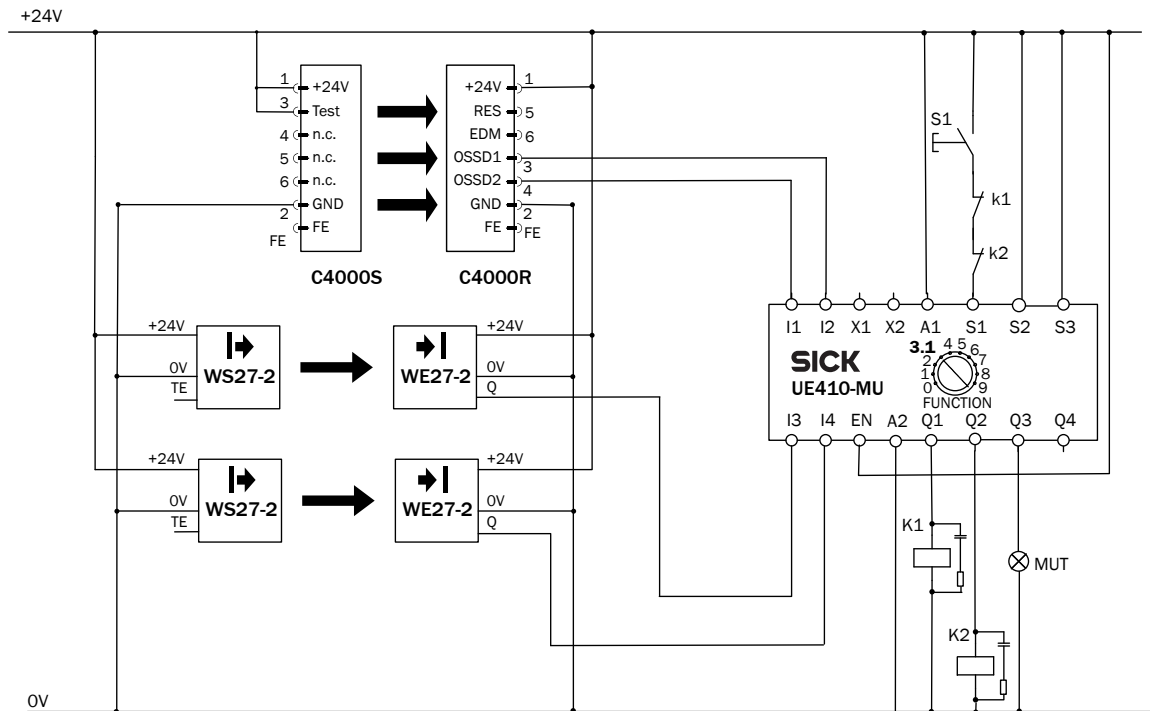 +24V
1 +24V
3 Test
4 n.c.
5 n.c.
6 n.c.
GND
2
FE
FE
C4000S
+24V 1
RES 5
EDM 6
OSSD1
3
OSSD2
4
GND
2
FE FE
C4000R
S1
k1
k2
I1 I2 X1 X2 A1 S1 S2 S3
SICK
UE410-MU
3.1
0 1 2 4 5 6 7 8 9
FUNCTION
I3 I4 EN A2 Q1 Q2 Q3 Q4
+24V
0V
TE
WS27-2
WE27-2
+24V
0V
Q
+24V
0V
TE
WS27-2
WE27-2
+24V
0V
Q
K1
MUT
K2
0V